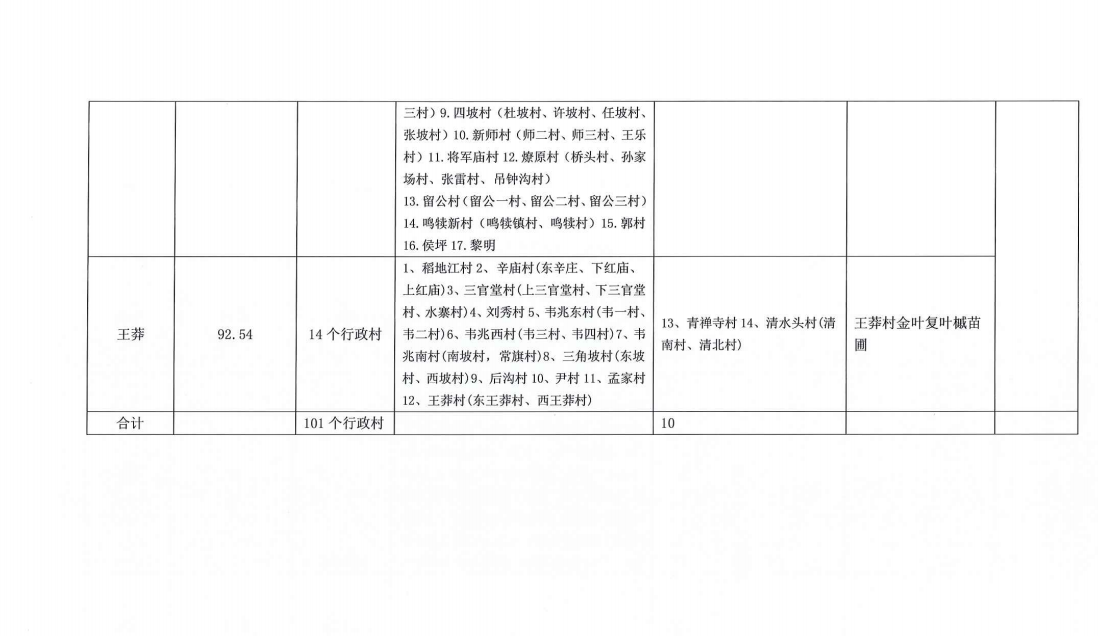 三村）9.四坡村（杜坡村、许坡村、任坡村、
张坡村）10.新师村（师二村、师三村、王乐
村）11.将军庙村 12.燎原村（桥头村、孙家
场村、张雷村、吊钟沟村）
13.留公村（留公一村、留公二村、留公三村）
14.鸣犊新村（鸣犊镇村、鸣犊村）15.郭村
16.侯坪 17.黎明
王莽
92.54
14 个行政村
1、稻地江村 2、辛庙村(东辛庄、下红庙、
上红庙)3、三官堂村(上三官堂村、下三官堂
村、水寨村)4、刘秀村 5、韦兆东村(韦一村、
韦二村)6、韦兆西村(韦三村、韦四村)7、韦
兆南村(南坡村，常旗村)8、三角坡村(东坡
村、西坡村)9、后沟村 10、尹村 11、孟家村
12、王莽村(东王莽村、西王莽村)
13、青禅寺村 14、清水头村(清
南村、清北村)
王莽村金叶复叶槭苗
圃
合计
101 个行政村
10